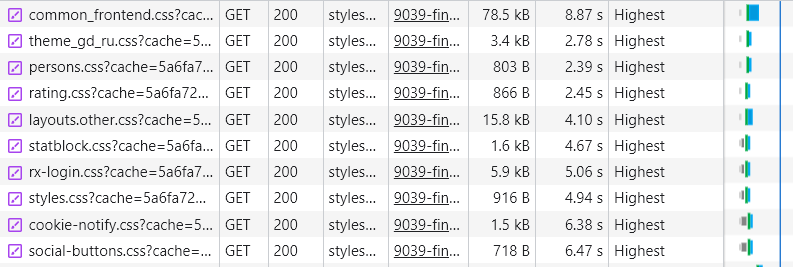 common_frontend.css?cac... GET 200 styles... 9039-fin... 78.5 kB 8.87 s Highest
theme_gd_ru.css?cache=5... GET 200 styles... 9039-fin... 3.4 kB 2.78 s Highest
persons.css?cache=5a6fa7... GET 200 styles... 9039-fin... 803 B 2.39 s Highest
rating.css?cache=5a6fa72... GET 200 styles... 9039-fin... 866 B 2.45 s Highest
layouts.other.css?cache=5... GET 200 styles... 9039-fin... 15.8 kB 4.10 s Highest
statblock.css?cache=5a6fa... GET 200 styles... 9039-fin... 1.6 kB 4.67 s Highest
rx-login.css?cache=5a6fa7... GET 200 styles... 9039-fin... 5.9 kB 5.06 s Highest
styles.css?cache=5a6fa72... GET 200 styles... 9039-fin... 916 B 4.94 s Highest
cookie-notify.css?cache=5... GET 200 styles... 9039-fin... 1.5 kB 6.38 s Highest
social-buttons.css?cache=... GET 200 styles... 9039-fin... 718 B 6.47 s Highest